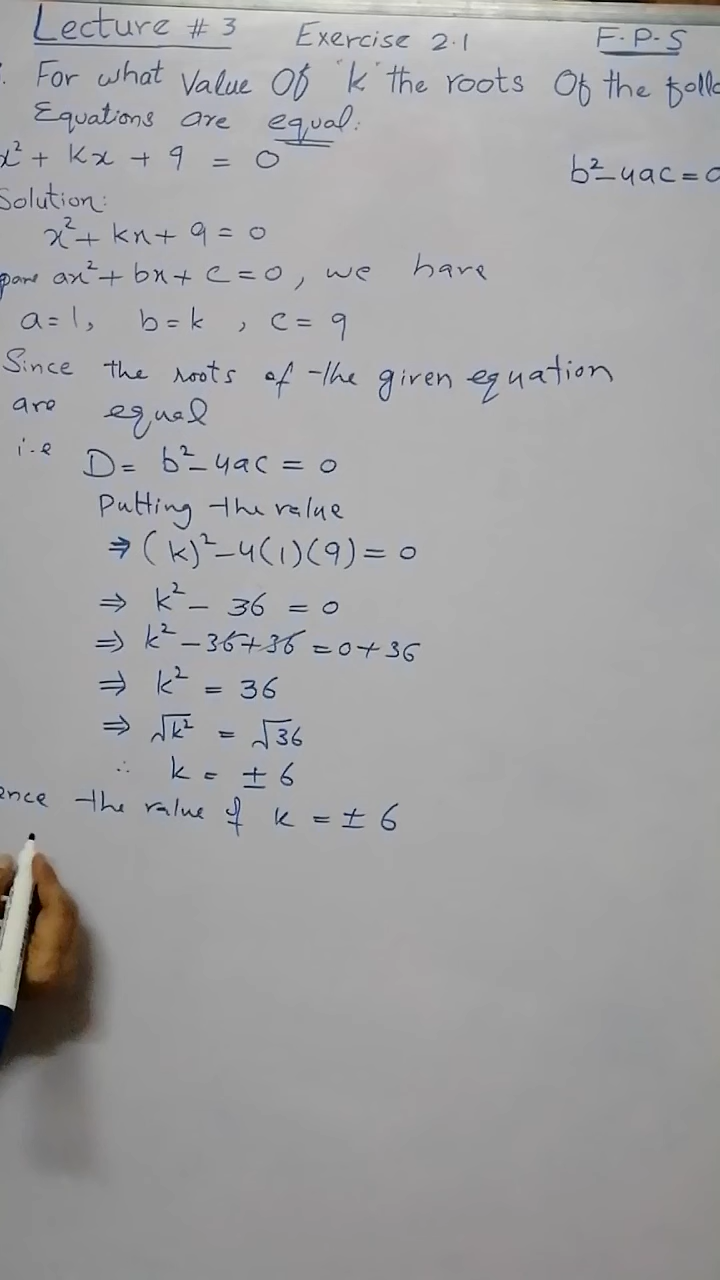 Lecture # 3 Exercise 2.1 F.P.S
For what Value Of "k" the roots Of the
Equations are equal:
x² + kx + 9 = 0
b²-4ac=0
Solution:
x²+ kx+ 9 = 0
ax²+ bx+ c = 0, we have
a=1, b=k, c= 9
Since the roots of the given equation
are equal
i.e D= b²-4ac = 0
Putting the value
⇒ (k)²-4(1)(9)= 0
⇒ k² - 36 = 0
⇒ k² -36+36 =0+36
⇒ k² = 36
⇒ √k² = √36
∴ k = ± 6
the value of k = ± 6